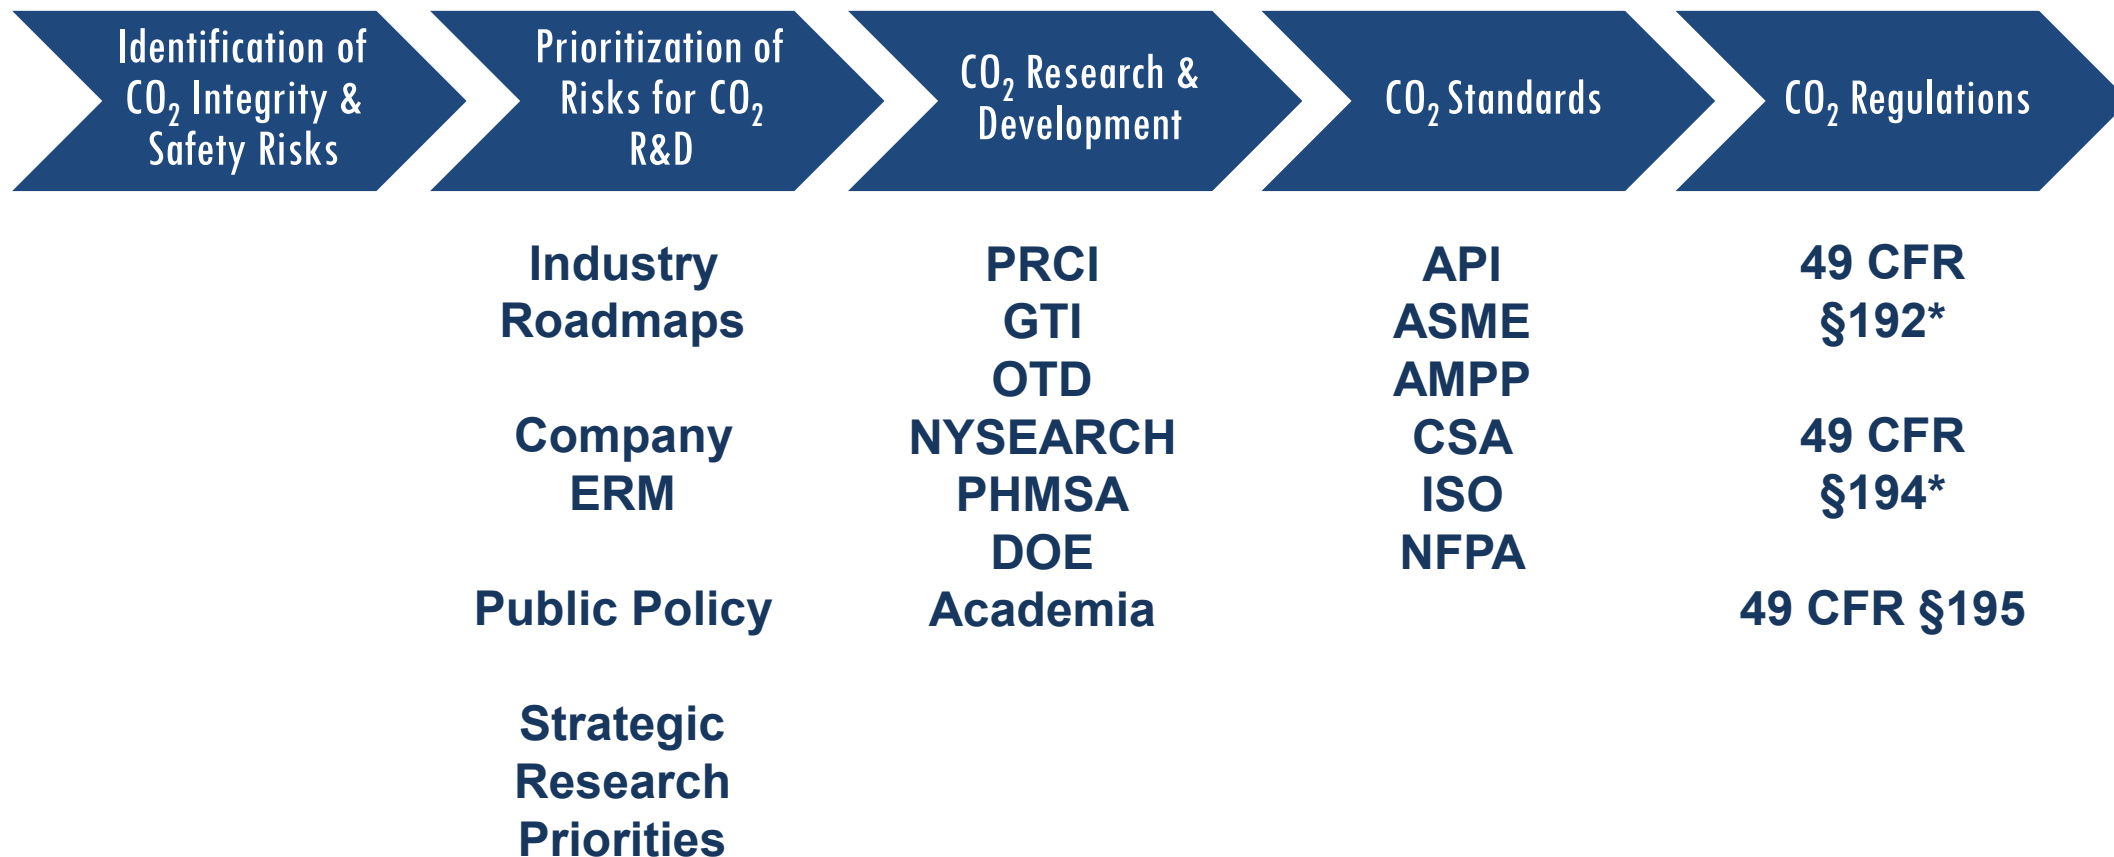 Identification of
CO₂ Integrity &
Safety Risks
Prioritization of
Risks for CO₂
R&D
CO₂ Research &
Development
CO₂ Standards
CO₂ Regulations
Industry
Roadmaps
Company
ERM
Public Policy
Strategic
Research
Priorities
PRCI
GTI
OTD
NYSEARCH
PHMSA
DOE
Academia
API
ASME
AMPP
CSA
ISO
NFPA
49 CFR
§192*
49 CFR
§194*
49 CFR §195